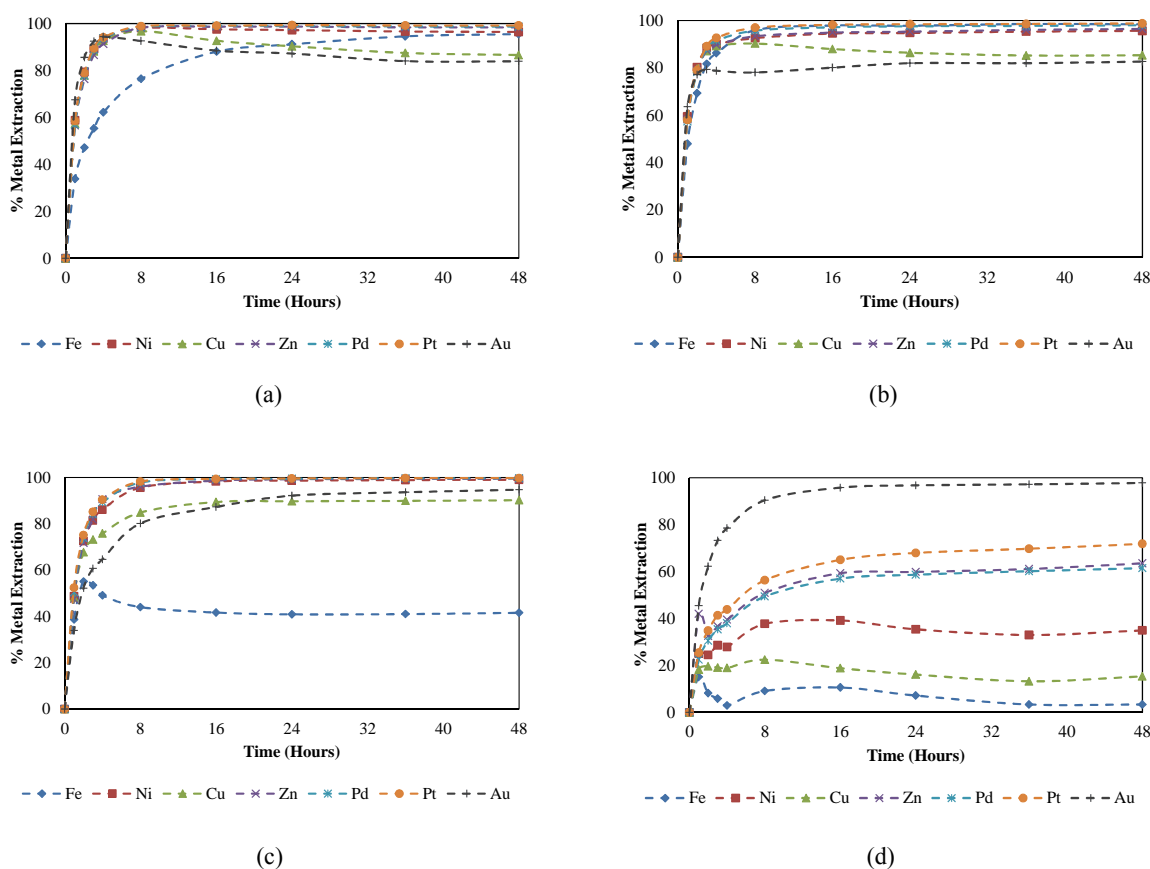 100
80
60
40
20
0
% Metal Extraction
0 8 16 24 32 40 48
Time (Hours)
Fe Ni Cu Zn Pd Pt Au
(a)
100
80
60
40
20
0
% Metal Extraction
0 8 16 24 32 40 48
Time (Hours)
Fe Ni Cu Zn Pd Pt Au
(b)
100
80
60
40
20
0
% Metal Extraction
0 8 16 24 32 40 48
Time (Hours)
Fe Ni Cu Zn Pd Pt Au
(c)
100
80
60
40
20
0
% Metal Extraction
0 8 16 24 32 40 48
Time (Hours)
Fe Ni Cu Zn Pd Pt Au
(d)